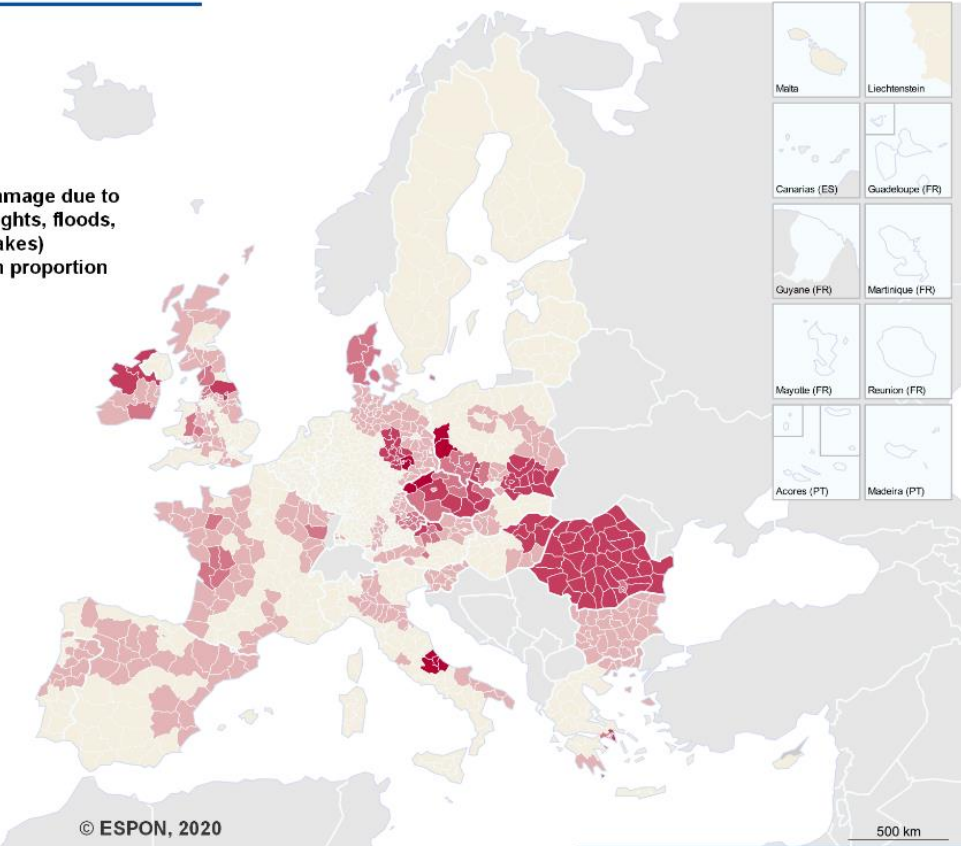 amage due to
ghts, floods,
akes)
n proportion
Malta
Liechtenstein
Canarias (ES)
Guadeloupe (FR)
Guyane (FR)
Martinique (FR)
Mayotte (FR)
Reunion (FR)
Acores (PT)
Madeira (PT)
© ESPON, 2020
500 km